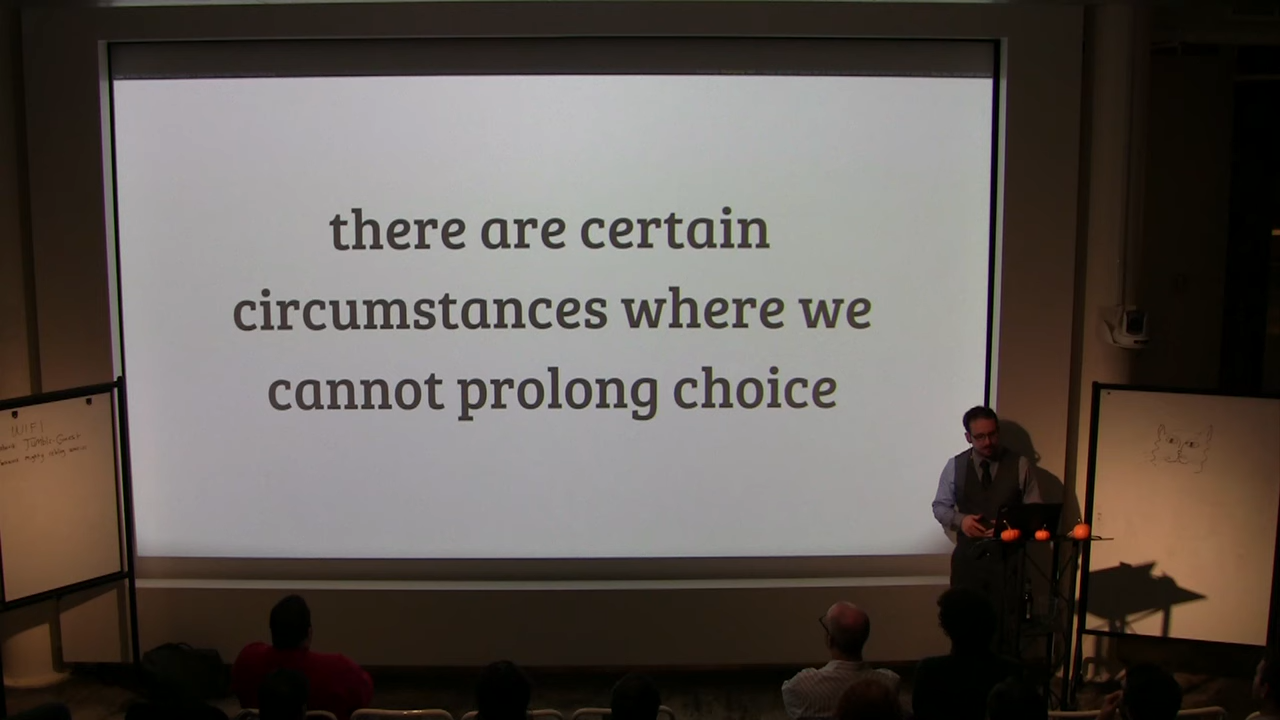 there are certain
circumstances where we
cannot prolong choice
WIFI